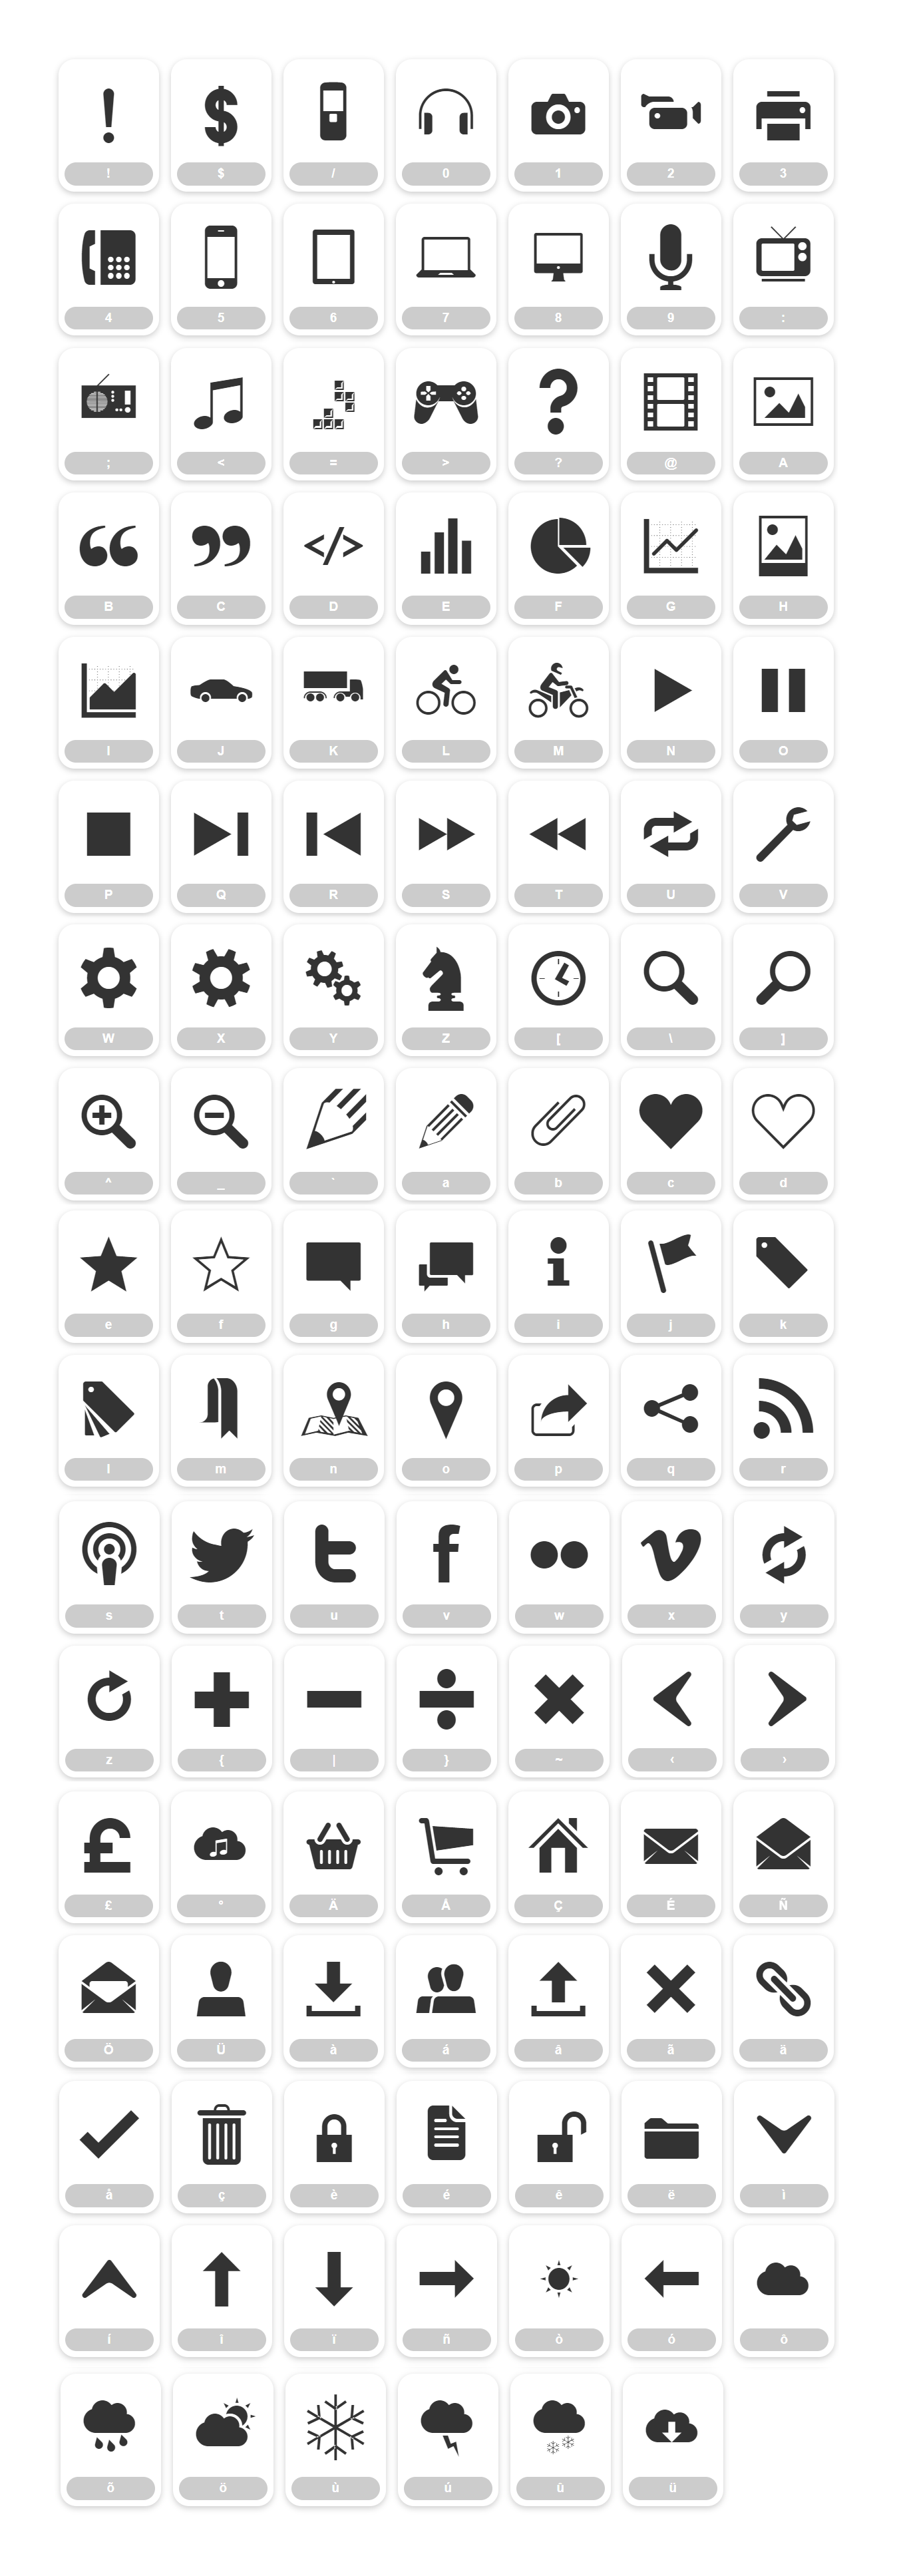 ! $ / 0 1 2 3
4 5 6 7 8 9 :
; < = > ? @ A
B C D E F G H
I J K L M N O
P Q R S T U V
W X Y Z [ \ ]
^ _ ` a b c d
e f g h i j k
l m n o p q r
s t u v w x y
z { | } ~ ‹ ›
£ ° Ä Å Ç É Ñ
Ö Ü à á â ã ä
å ç è é ê ë ì
í î ï ñ ò ó ô
õ ö ù ú û ü